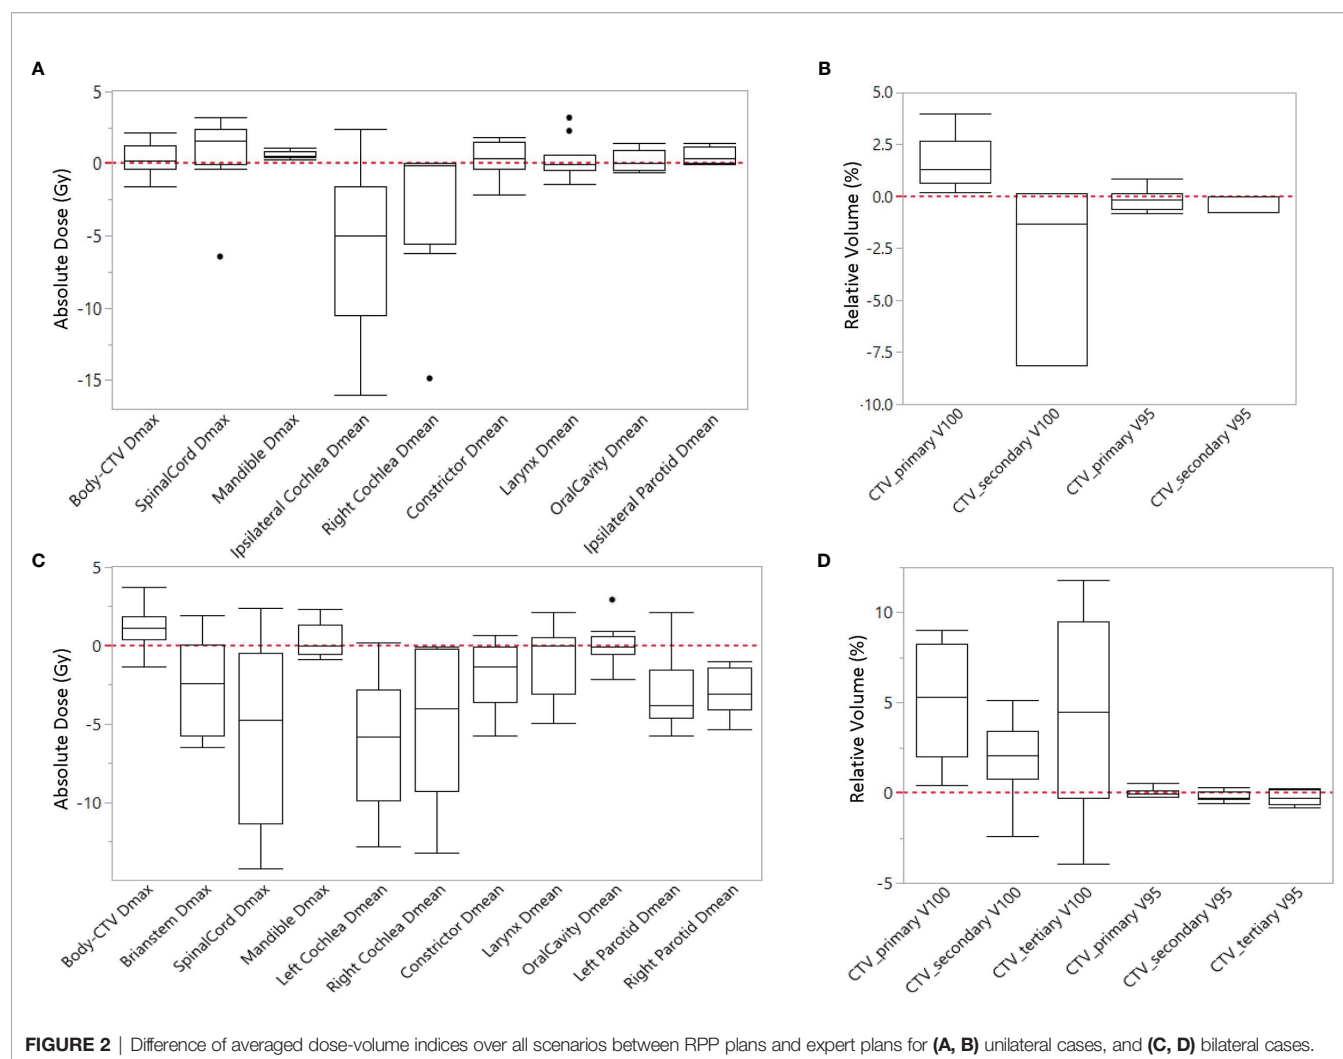 A
5
0
-5
-10
-15
Absolute Dose (Gy)
Body-CTV Dmax
SpinalCord Dmax
Mandible Dmax
Ipsilateral Cochlea Dmean
Right Cochlea Dmean
Constrictor Dmean
Larynx Dmean
OralCavity Dmean
Ipsilateral Parotid Dmean
B
5.0
2.5
0.0
-2.5
-5.0
-7.5
-10.0
Relative Volume (%)
CTV_primary V100
CTV_secondary V100
CTV_primary V95
CTV_secondary V95
C
5
0
-5
-10
Absolute Dose (Gy)
Body-CTV Dmax
Brianstem Dmax
SpinalCord Dmax
Mandible Dmax
Left Cochlea Dmean
Right Cochlea Dmean
Constrictor Dmean
Larynx Dmean
OralCavity Dmean
Left Parotid Dmean
Right Parotid Dmean
D
10
5
0
-5
Relative Volume (%)
CTV_primary V100
CTV_secondary V100
CTV_tertiary V100
CTV_primary V95
CTV_secondary V95
CTV_tertiary V95
FIGURE 2 | Difference of averaged dose-volume indices over all scenarios between RPP plans and expert plans for (A, B) unilateral cases, and (C, D) bilateral cases.